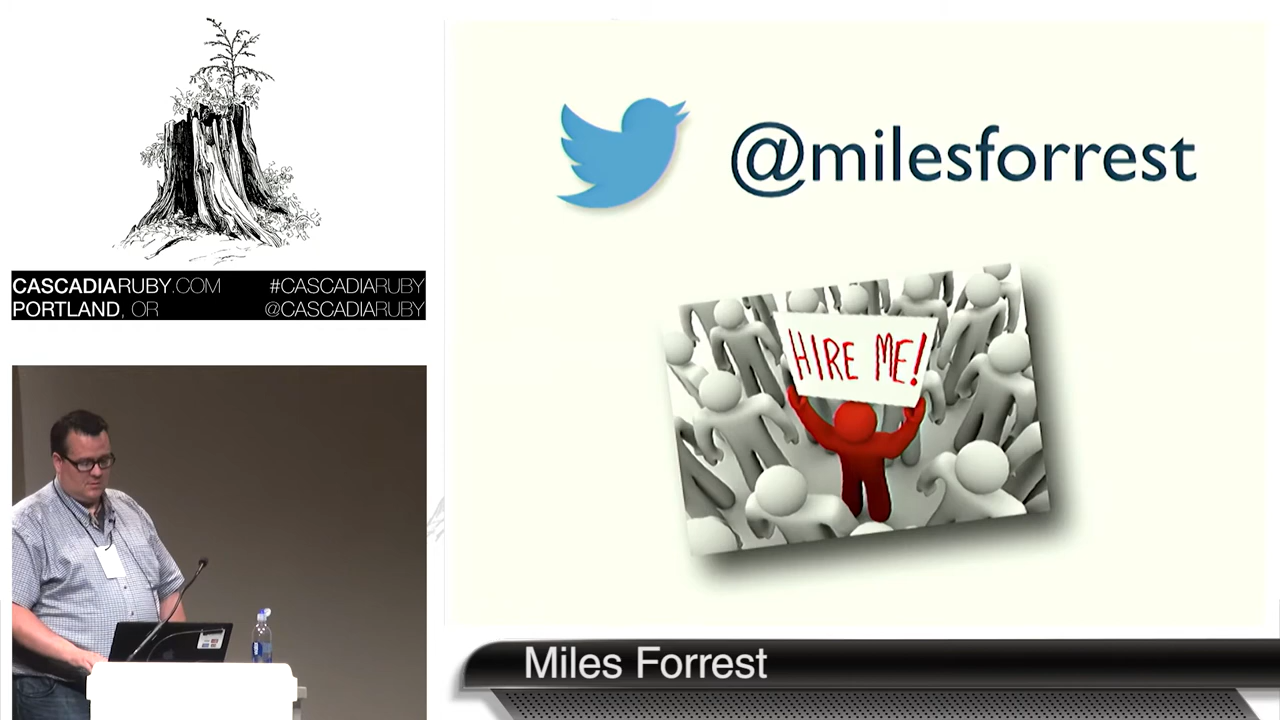 @milesforrest
HIRE ME!
CASCADIARUBY.COM #CASCADIARUBY
PORTLAND, OR @CASCADIARUBY
Miles Forrest